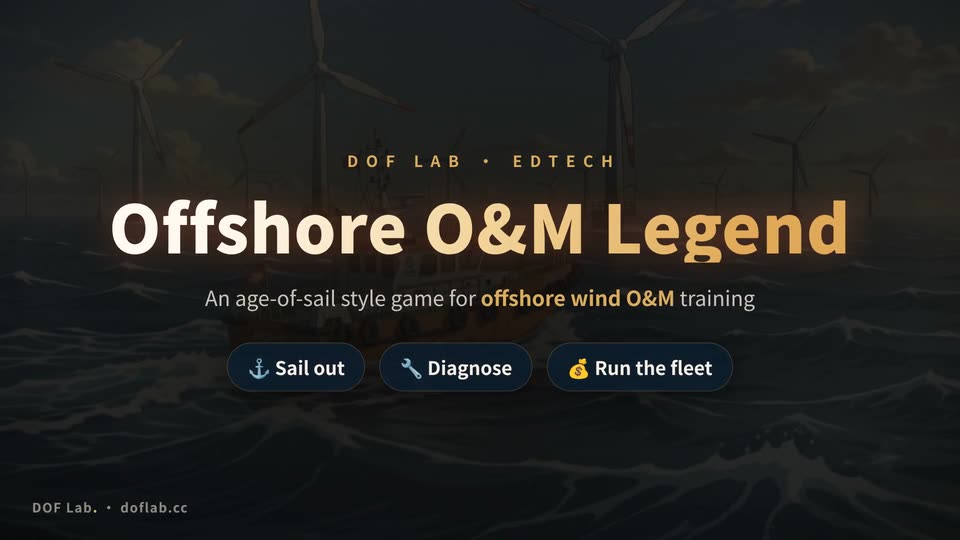 DOF LAB • EDTECH
Offshore O&M Legend
An age-of-sail style game for offshore wind O&M training
⚓ Sail out 🔧 Diagnose 💰 Run the fleet
DOF Lab. • doflab.cc